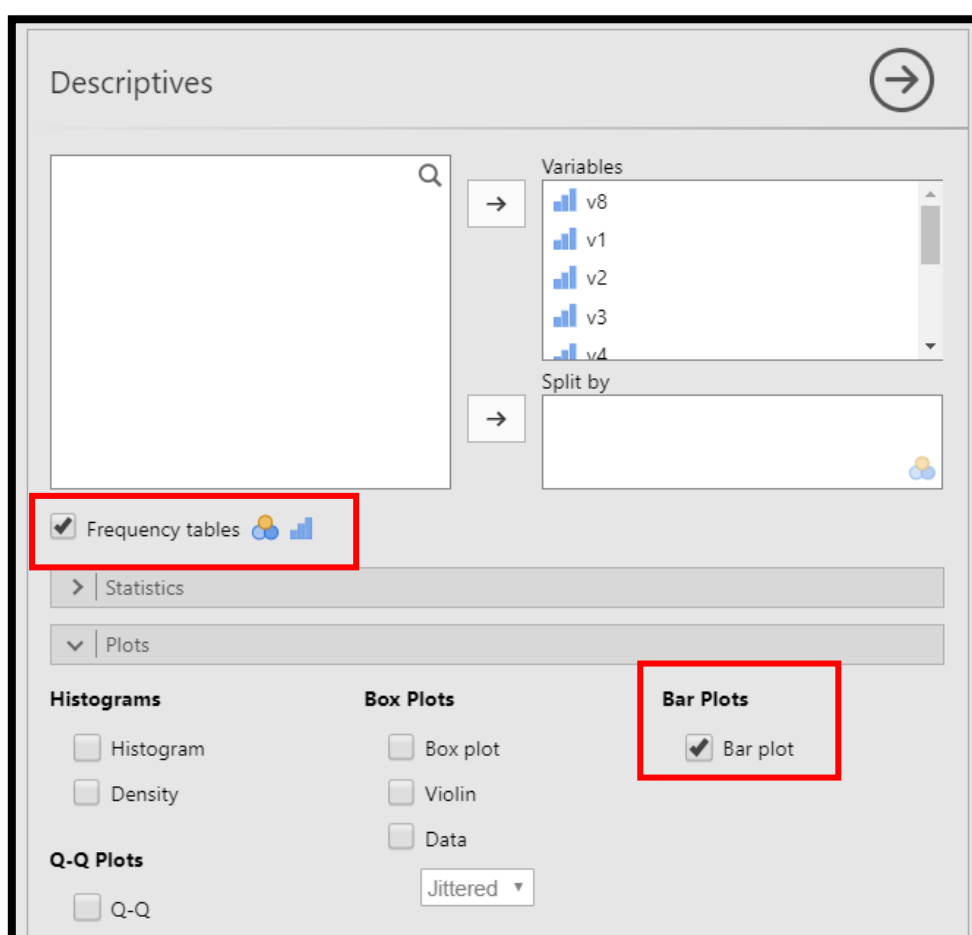 Descriptives
Variables
v8
v1
v2
v3
v4
Split by
Frequency tables
Statistics
Plots
Histograms
Histogram
Density
Q-Q Plots
Q-Q
Box Plots
Box plot
Violin
Data
Jittered
Bar Plots
Bar plot